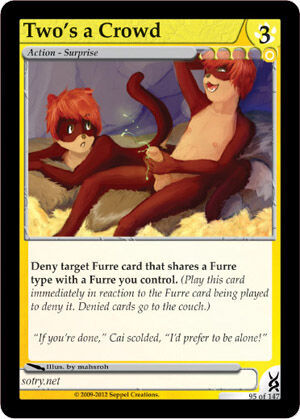 Two's a Crowd
3
Action - Surprise
Deny target Furre card that shares a Furre
type with a Furre you control. (Play this card
immediately in reaction to the Furre card being played
to deny it. Denied cards go to the couch.)
"If you're done," Cai scolded, "I'd prefer to be alone!"
Illus. by mahsroh
sotry.net
95 of 147
© 2009-2012 Seppel Creations.